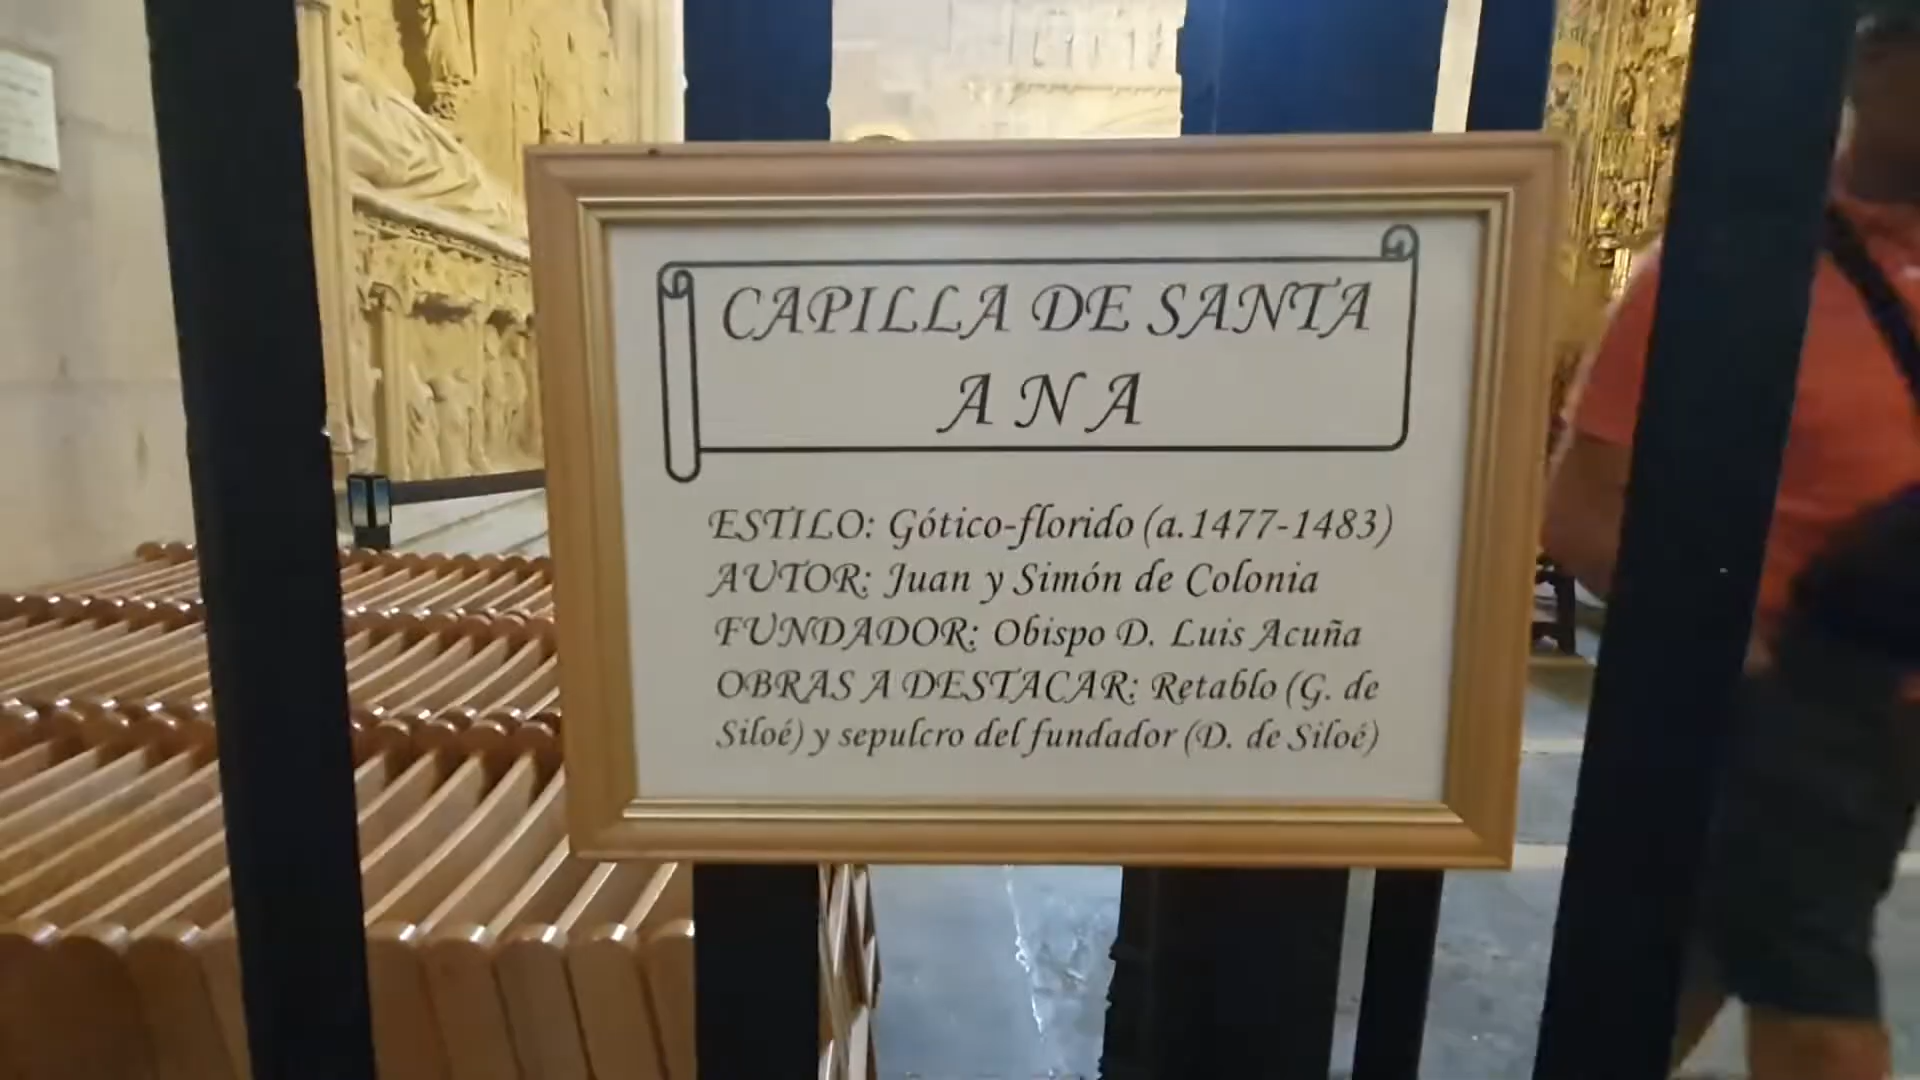 CAPILLA DE SANTA
ANA
ESTILO: Gótico-florido (a.1477-1483)
AUTOR: Juan y Simón de Colonia
FUNDADOR: Obispo D. Luis Acuña
OBRAS A DESTACAR: Retablo (G. de
Siloé) y sepulcro del fundador (D. de Siloé)